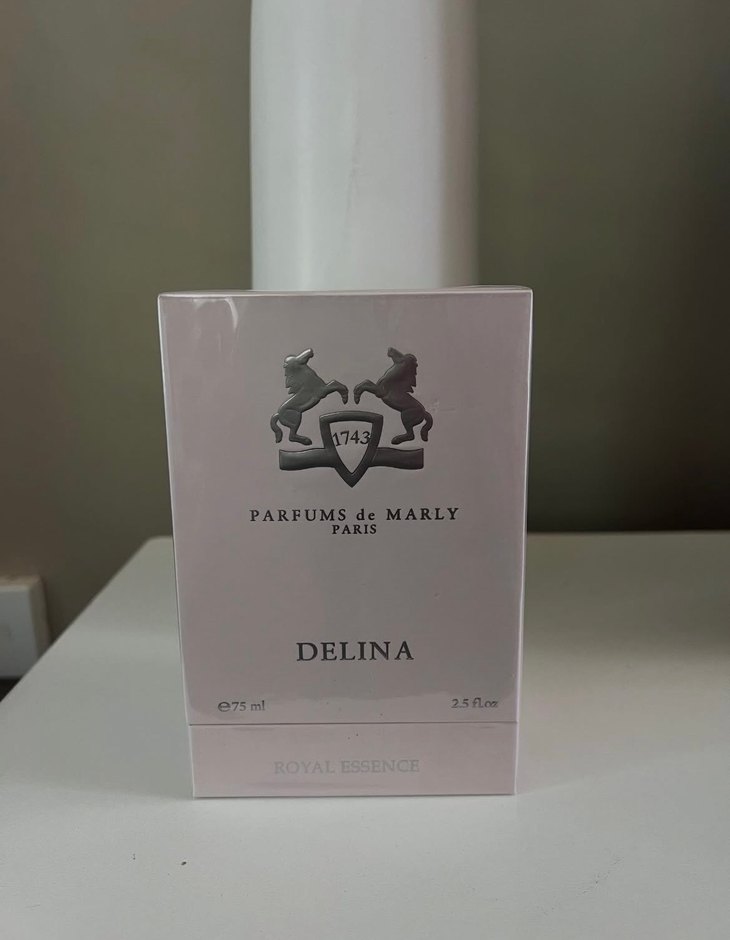 1743
PARFUMS de MARLY
PARIS
DELINA
℮75 ml 2.5 fl.oz
ROYAL ESSENCE